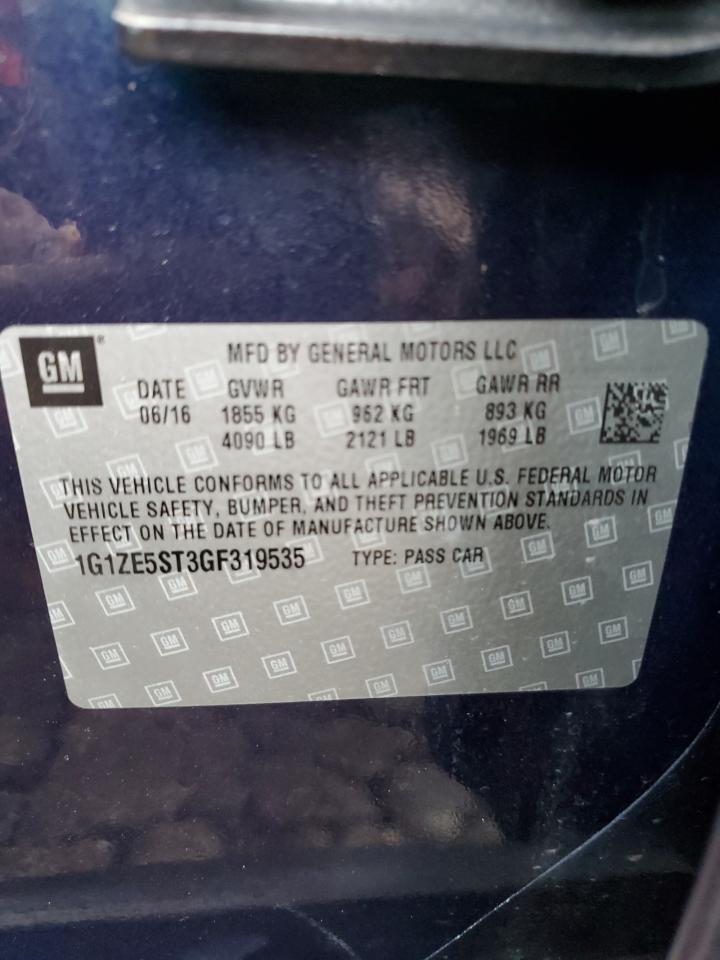 GM®
MFD BY GENERAL MOTORS LLC
DATE GVWR GAWR FRT GAWR RR
06/16 1855 KG 962 KG 893 KG
4090 LB 2121 LB 1969 LB
THIS VEHICLE CONFORMS TO ALL APPLICABLE U.S. FEDERAL MOTOR
VEHICLE SAFETY, BUMPER, AND THEFT PREVENTION STANDARDS IN
EFFECT ON THE DATE OF MANUFACTURE SHOWN ABOVE.
1G1ZE5ST3GF319535 TYPE: PASS CAR